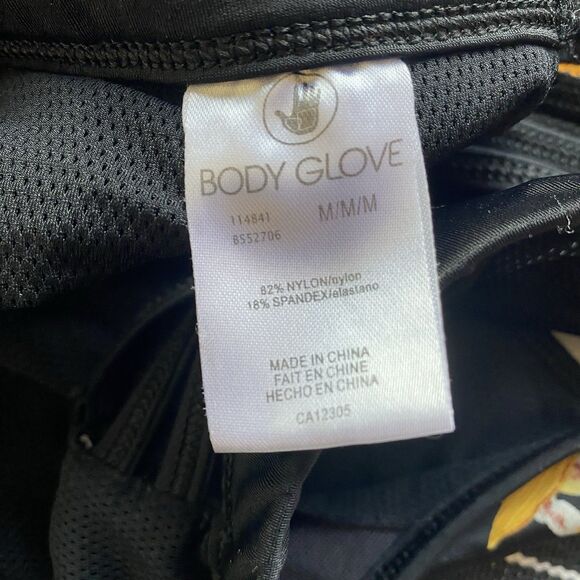 BODY GLOVE
114841 M/M/M
BS52706
82% NYLON/nylon
18% SPANDEX/elastano
MADE IN CHINA
FAIT EN CHINE
HECHO EN CHINA
CA12305